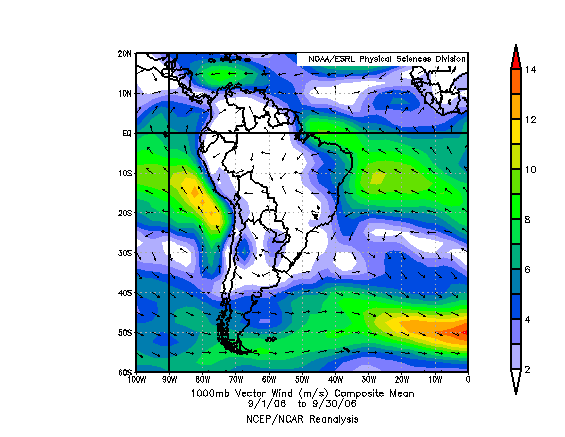 NOAA/ESRL Physical Sciences Division
20N
10N
EQ
10S
20S
30S
40S
50S
60S
100W 90W 80W 70W 60W 50W 40W 30W 20W 10W 0
14
12
10
8
6
4
2
1000mb Vector Wind (m/s) Composite Mean
9/1/06 to 9/30/06
NCEP/NCAR Reanalysis